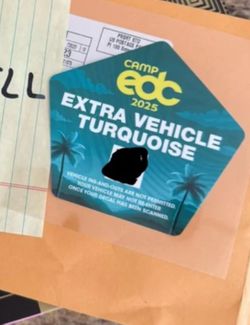 LL
CAMP
edc
2025
EXTRA VEHICLE
TURQUOISE
VEHICLE INS-AND-OUTS ARE NOT PERMITTED.
YOUR VEHICLE MAY NOT RE-ENTER
ONCE YOUR DECAL HAS BEEN SCANNED.